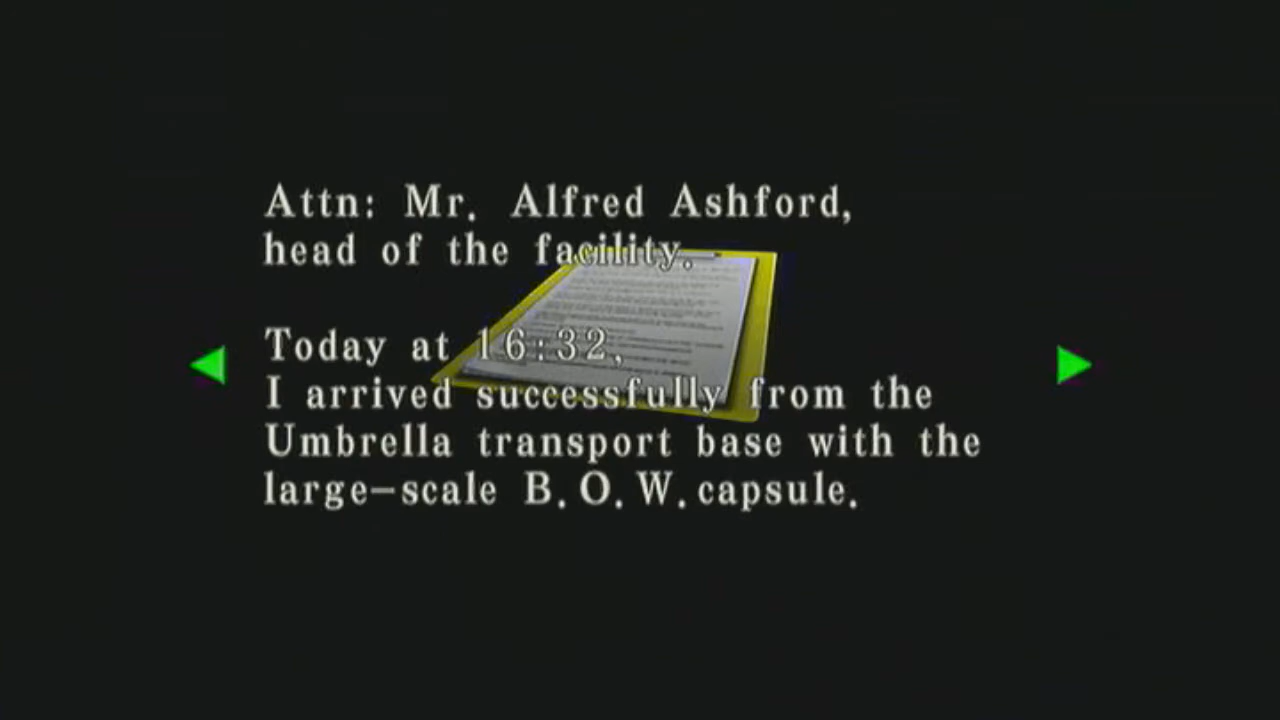 Attn: Mr. Alfred Ashford,
head of the facility.
Today at 16:32,
I arrived successfully from the
Umbrella transport base with the
large-scale B.O.W.capsule.